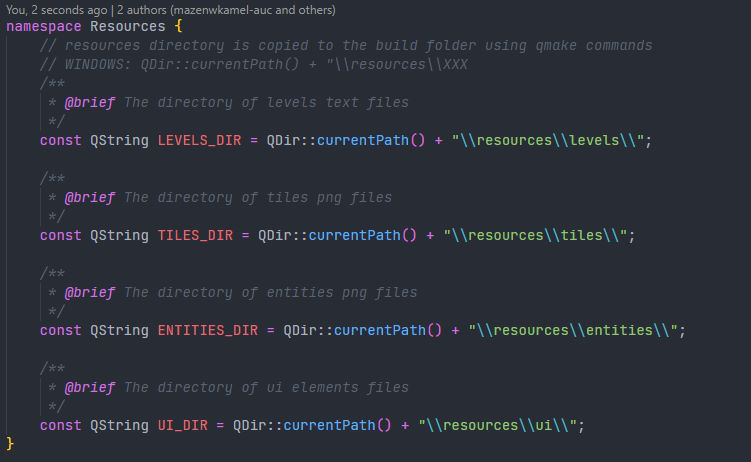 You, 2 seconds ago | 2 authors (mazenwkamel-auc and others)
namespace Resources {
    // resources directory is copied to the build folder using qmake commands
    // WINDOWS: QDir::currentPath() + "\\resources\\XXX
    /**
     * @brief The directory of levels text files
     */
    const QString LEVELS_DIR = QDir::currentPath() + "\\resources\\levels\\";

    /**
     * @brief The directory of tiles png files
     */
    const QString TILES_DIR = QDir::currentPath() + "\\resources\\tiles\\";

    /**
     * @brief The directory of entities png files
     */
    const QString ENTITIES_DIR = QDir::currentPath() + "\\resources\\entities\\";

    /**
     * @brief The directory of ui elements files
     */
    const QString UI_DIR = QDir::currentPath() + "\\resources\\ui\\";
}